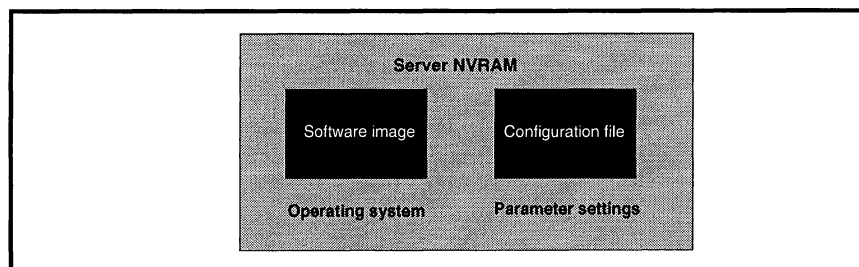 Server NVRAM
Software image
Configuration file
Operating system
Parameter settings